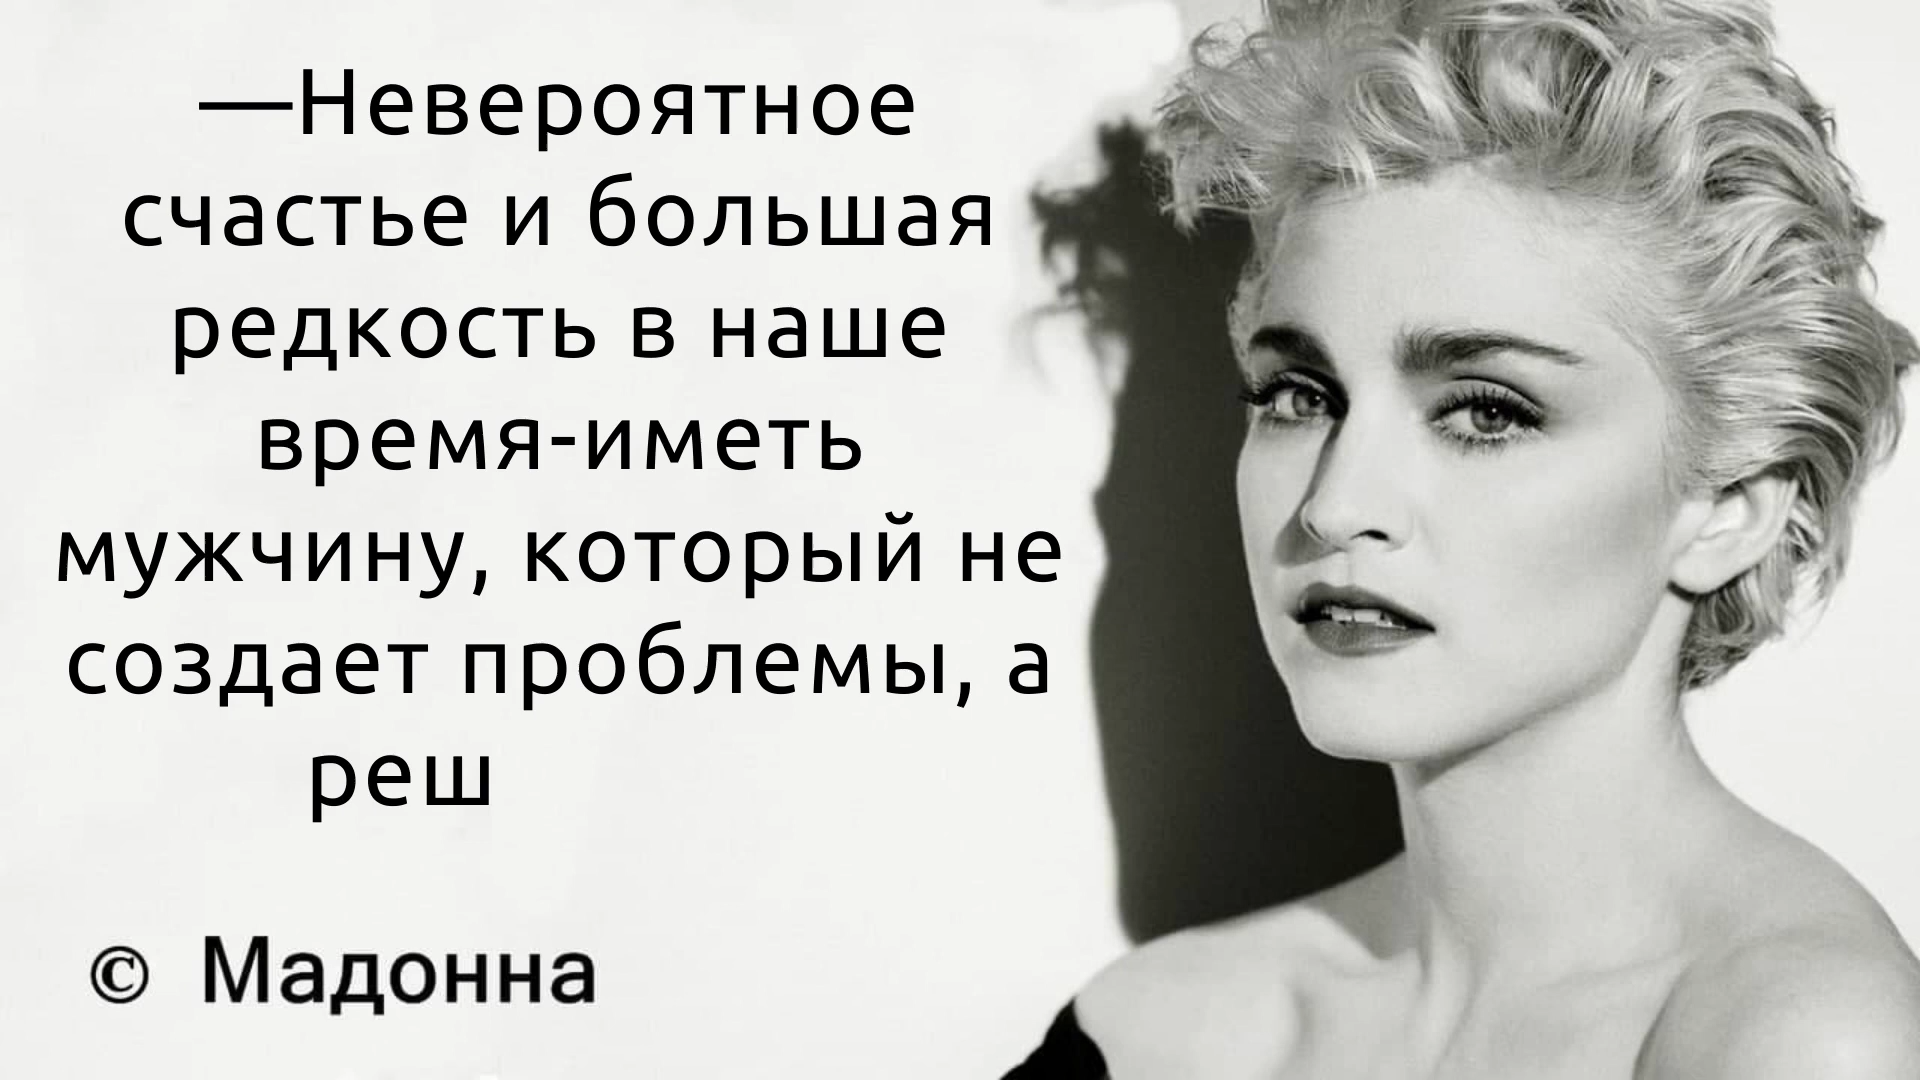 —Невероятное
счастье и большая
редкость в наше
время-иметь
мужчину, который не
создает проблемы, а
реш
© Мадонна